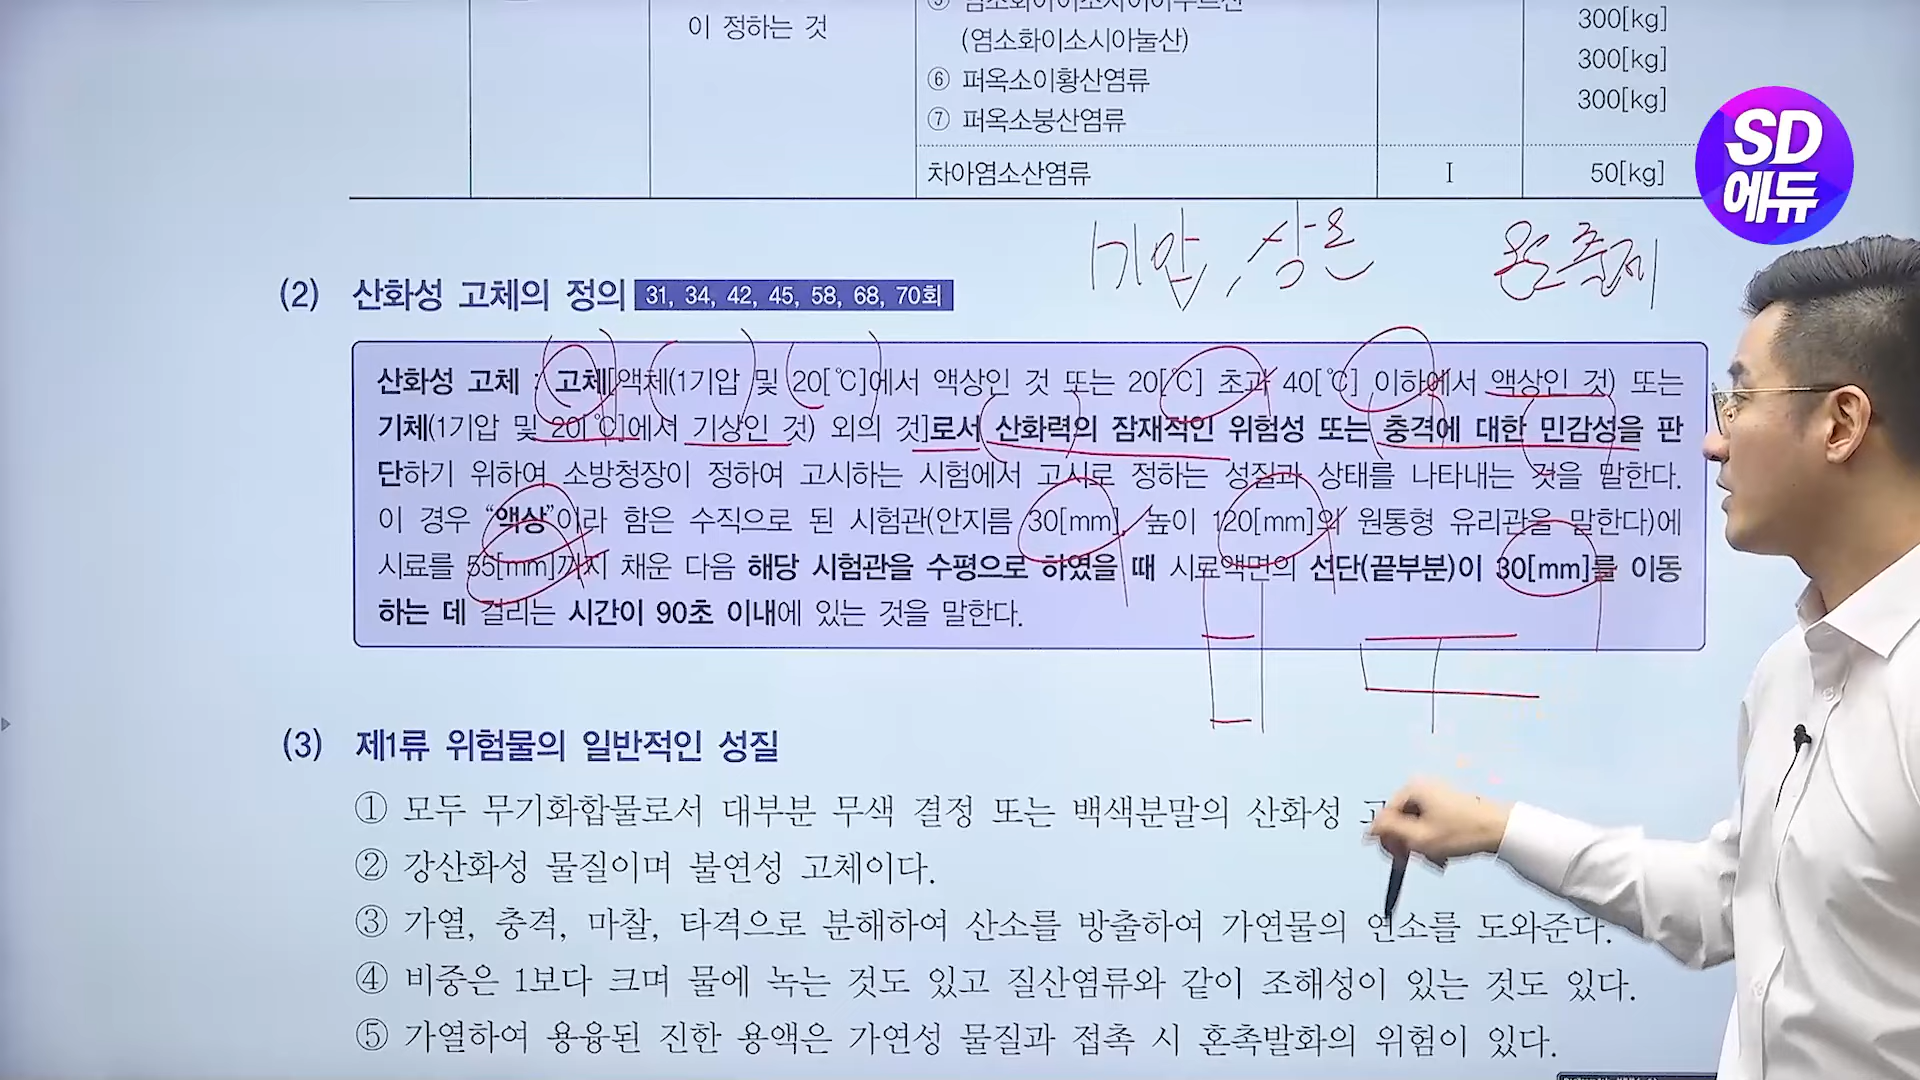 이 정하는 것
(염소화이소시아눌산)
⑥ 퍼옥소이황산염류
⑦ 퍼옥소붕산염류
300[kg]
300[kg]
300[kg]
차아염소산염류 I 50[kg]
SD
에듀
1기압, 상온
(2) 산화성 고체의 정의 31, 34, 42, 45, 58, 68, 70회
산화성 고체 : 고체[액체(1기압 및 20[℃]에서 액상인 것 또는 20[℃] 초과 40[℃] 이하에서 액상인 것) 또는
기체(1기압 및 20[℃]에서 기상인 것) 외의 것]로서 산화력의 잠재적인 위험성 또는 충격에 대한 민감성을 판
단하기 위하여 소방청장이 정하여 고시하는 시험에서 고시로 정하는 성질과 상태를 나타내는 것을 말한다.
이 경우 “액상”이라 함은 수직으로 된 시험관(안지름 30[mm], 높이 120[mm]의 원통형 유리관을 말한다)에
시료를 55[mm]까지 채운 다음 해당 시험관을 수평으로 하였을 때 시료액면의 선단(끝부분)이 30[mm]를 이동
하는 데 걸리는 시간이 90초 이내에 있는 것을 말한다.
(3) 제1류 위험물의 일반적인 성질
① 모두 무기화합물로서 대부분 무색 결정 또는 백색분말의 산화성
② 강산화성 물질이며 불연성 고체이다.
③ 가열, 충격, 마찰, 타격으로 분해하여 산소를 방출하여 가연물의 연소를 도와준다.
④ 비중은 1보다 크며 물에 녹는 것도 있고 질산염류와 같이 조해성이 있는 것도 있다.
⑤ 가열하여 용융된 진한 용액은 가연성 물질과 접촉 시 혼촉발화의 위험이 있다.